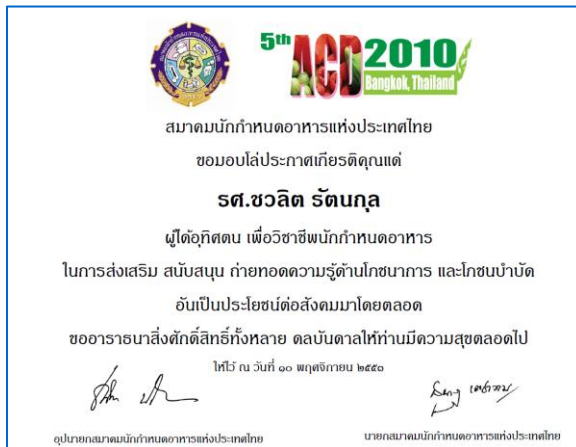 5th ACD 2010
Bangkok, Thailand
สมาคมนักกำหนดอาหารแห่งประเทศไทย
ขอมอบโล่ประกาศเกียรติคุณแด่
รศ.ชวลิต รัตนกุล
ผู้ได้อุทิศตน เพื่อวิชาชีพนักกำหนดอาหาร
ในการส่งเสริม สนับสนุน ถ่ายทอดความรู้ด้านโภชนาการ และโภชนบำบัด
อันเป็นประโยชน์ต่อสังคมมาโดยตลอด
ขออาราธนาสิ่งศักดิ์สิทธิ์ทั้งหลาย ดลบันดาลให้ท่านมีความสุขตลอดไป
ให้ไว้ ณ วันที่ ๑๐ พฤศจิกายน ๒๕๕๓
อุปนายกสมาคมนักกำหนดอาหารแห่งประเทศไทย
นายกสมาคมนักกำหนดอาหารแห่งประเทศไทย